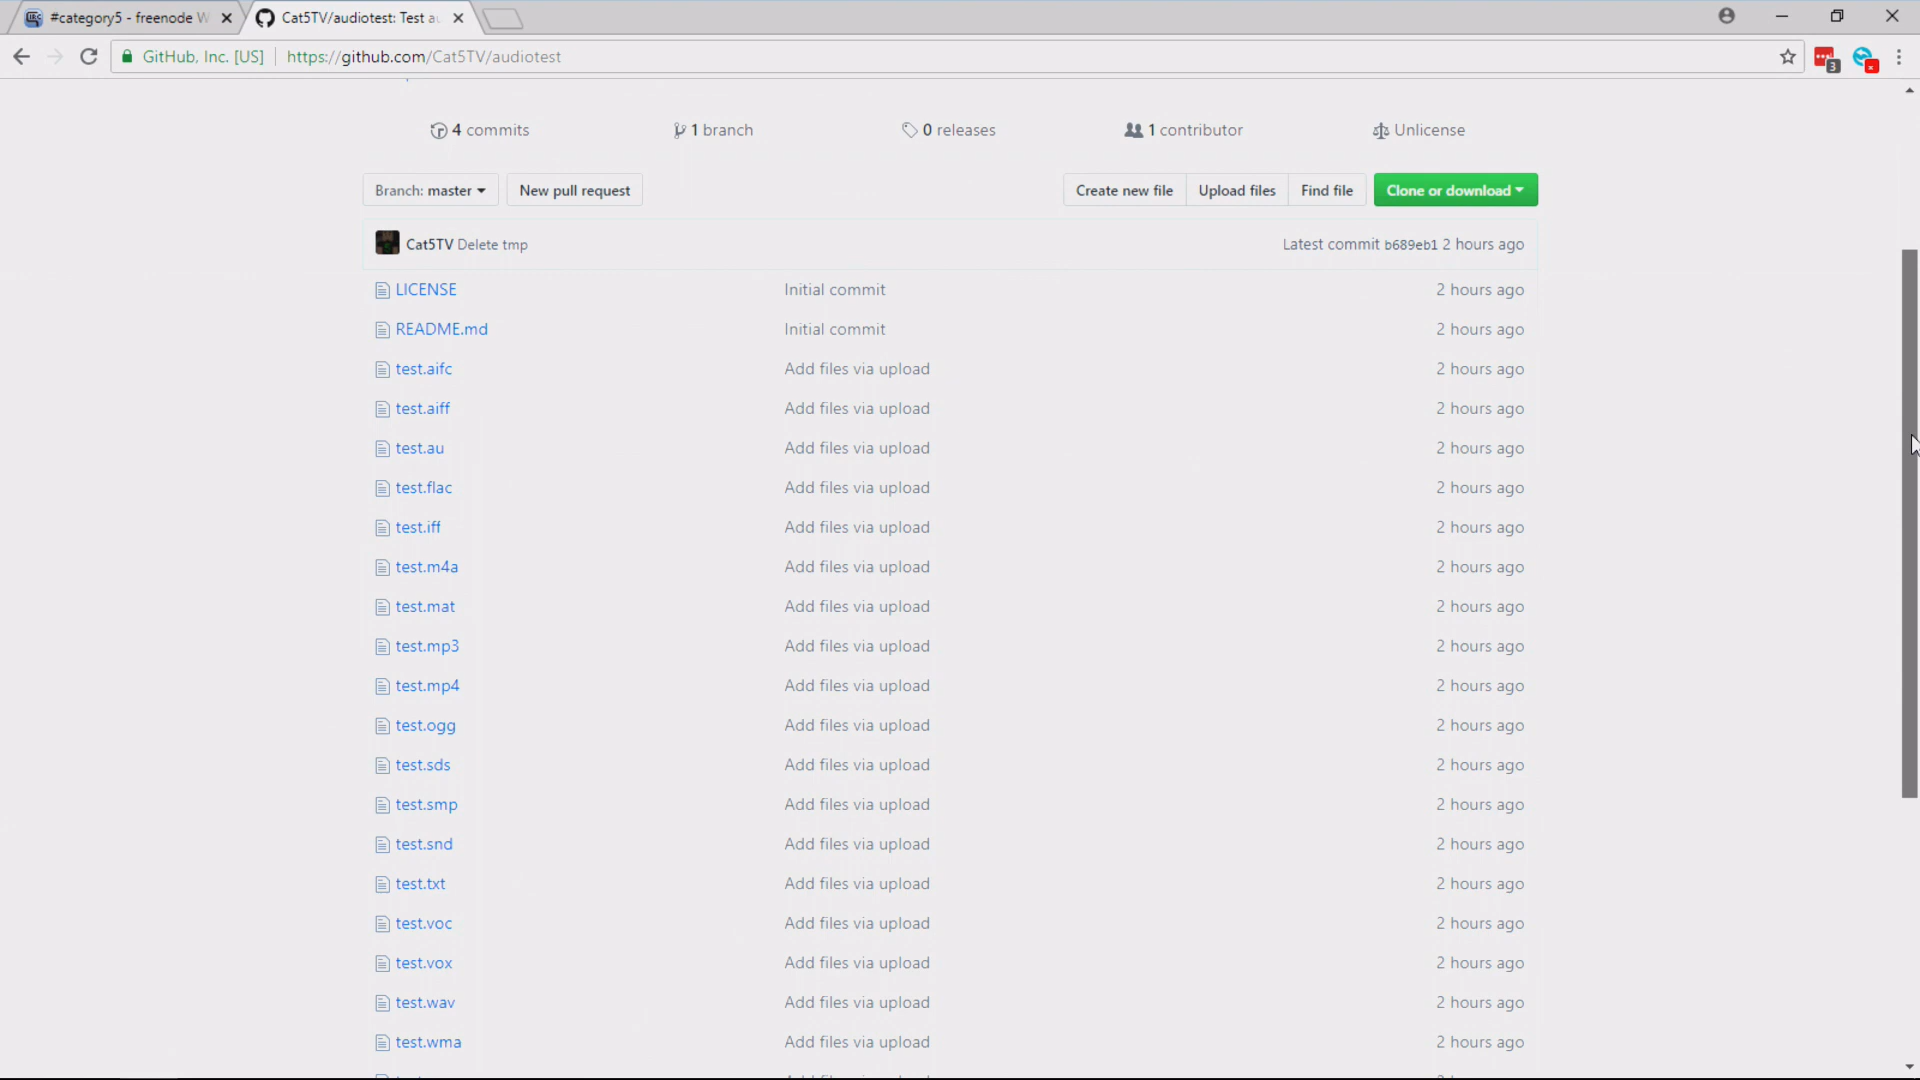 #category5 - freenode W
Cat5TV/audiotest: Test au
GitHub, Inc. [US]
https://github.com/Cat5TV/audiotest
3
4 commits
1 branch
0 releases
1 contributor
Unlicense
Branch: master
New pull request
Create new file
Upload files
Find file
Clone or download
Cat5TV Delete tmp
Latest commit b689eb1 2 hours ago
LICENSE Initial commit 2 hours ago
README.md Initial commit 2 hours ago
test.aifc Add files via upload 2 hours ago
test.aiff Add files via upload 2 hours ago
test.au Add files via upload 2 hours ago
test.flac Add files via upload 2 hours ago
test.iff Add files via upload 2 hours ago
test.m4a Add files via upload 2 hours ago
test.mat Add files via upload 2 hours ago
test.mp3 Add files via upload 2 hours ago
test.mp4 Add files via upload 2 hours ago
test.ogg Add files via upload 2 hours ago
test.sds Add files via upload 2 hours ago
test.smp Add files via upload 2 hours ago
test.snd Add files via upload 2 hours ago
test.txt Add files via upload 2 hours ago
test.voc Add files via upload 2 hours ago
test.vox Add files via upload 2 hours ago
test.wav Add files via upload 2 hours ago
test.wma Add files via upload 2 hours ago